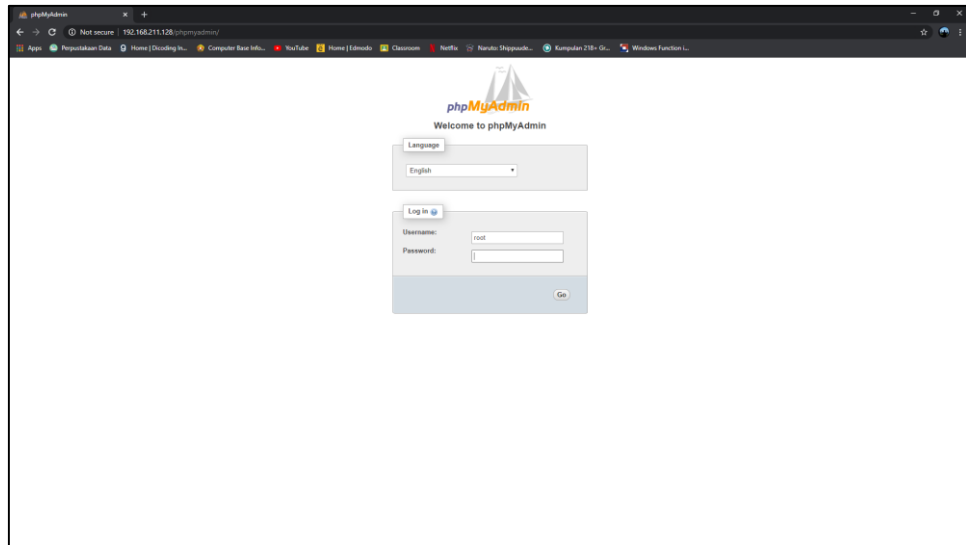 phpMyAdmin
Not secure | 192.168.211.128/phpmyadmin/
Apps Perpustakaan Data Home | Dicoding In... Computer Base Info... YouTube Home | Edmodo Classroom Netflix Naruto: Shippuude... Kumpulan 218+ Gr... Windows Function i...
phpMyAdmin
Welcome to phpMyAdmin
Language
English
Log in
Username:
root
Password:
Go